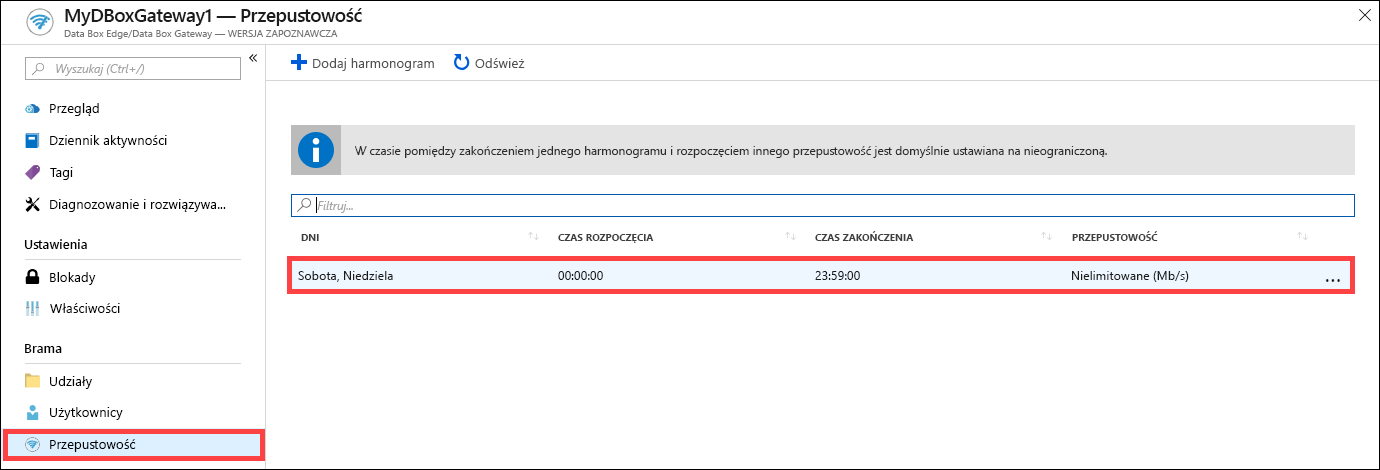 MyDBoxGateway1 — Przepustowość
Data Box Edge/Data Box Gateway — WERSJA ZAPOZNAWCZA
Wyszukaj (Ctrl+/)
«
Przegląd
Dziennik aktywności
Tagi
Diagnozowanie i rozwiązywa...
Ustawienia
Blokady
Właściwości
Brama
Udziały
Użytkownicy
Przepustowość
Dodaj harmonogram Odśwież
W czasie pomiędzy zakończeniem jednego harmonogramu i rozpoczęciem innego przepustowość jest domyślnie ustawiana na nieograniczoną.
Filtruj...
DNI CZAS ROZPOCZĘCIA CZAS ZAKOŃCZENIA PRZEPUSTOWOŚĆ
Sobota, Niedziela 00:00:00 23:59:00 Nielimitowane (Mb/s) ...